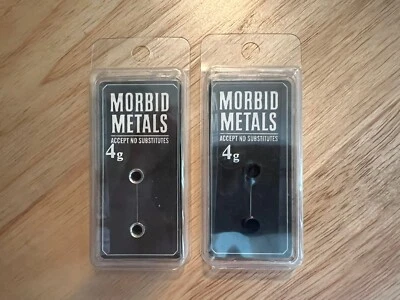 MORBID
METALS
ACCEPT NO SUBSTITUTES
4g
MORBID
METALS
ACCEPT NO SUBSTITUTES
4g